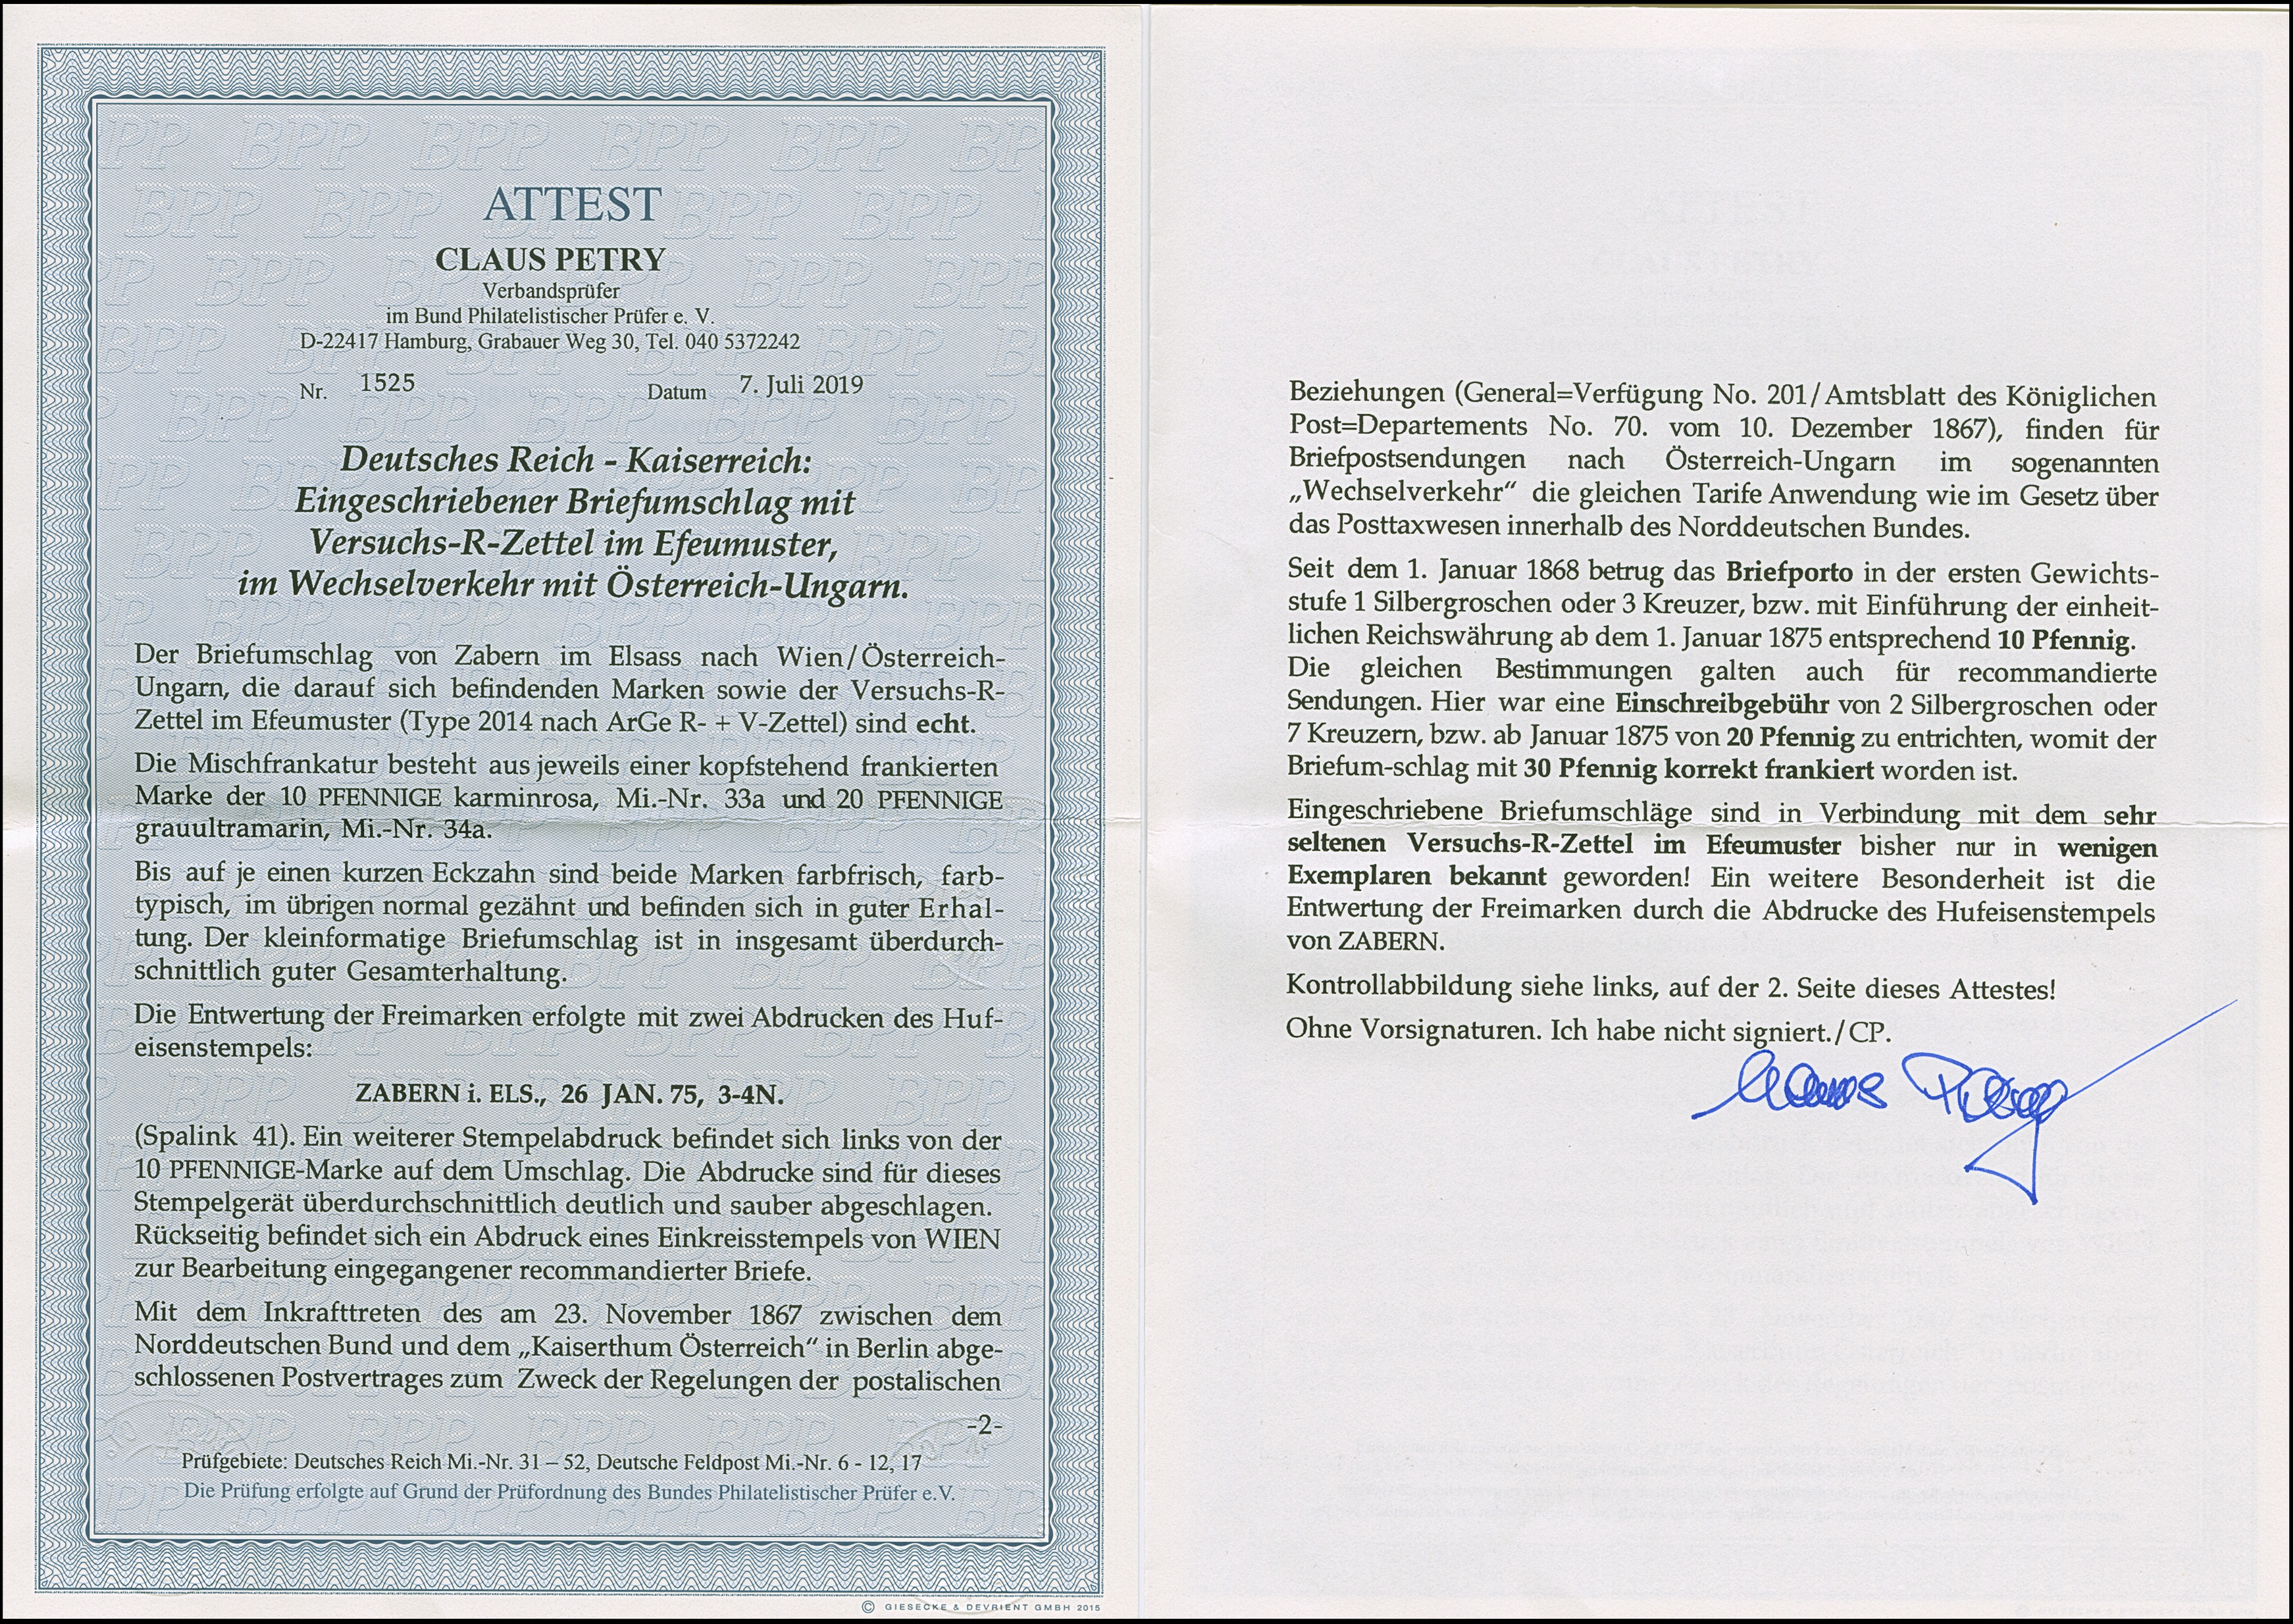 ATTEST
CLAUS PETRY
Verbandsprüfer
im Bund Philatelistischer Prüfer e. V.
D-22417 Hamburg, Grabauer Weg 30, Tel. 040 5372242
Nr. 1525 Datum 7. Juli 2019
Deutsches Reich - Kaiserreich:
Eingeschriebener Briefumschlag mit
Versuchs-R-Zettel im Efeumuster,
im Wechselverkehr mit Österreich-Ungarn.
Der Briefumschlag von Zabern im Elsass nach Wien/Österreich-
Ungarn, die darauf sich befindenden Marken sowie der Versuchs-R-
Zettel im Efeumuster (Type 2014 nach ArGe R- + V-Zettel) sind echt.
Die Mischfrankatur besteht aus jeweils einer kopfstehend frankierten
Marke der 10 PFENNIGE karminrosa, Mi.-Nr. 33a und 20 PFENNIGE
grauultramarin, Mi.-Nr. 34a.
Bis auf je einen kurzen Eckzahn sind beide Marken farbfrisch, farb-
typisch, im übrigen normal gezähnt und befinden sich in guter Erhal-
tung. Der kleinformatige Briefumschlag ist in insgesamt überdurch-
schnittlich guter Gesamterhaltung.
Die Entwertung der Freimarken erfolgte mit zwei Abdrucken des Huf-
eisenstempels:
ZABERN i. ELS., 26 JAN. 75, 3-4N.
(Spalink 41). Ein weiterer Stempelabdruck befindet sich links von der
10 PFENNIGE-Marke auf dem Umschlag. Die Abdrucke sind für dieses
Stempelgerät überdurchschnittlich deutlich und sauber abgeschlagen.
Rückseitig befindet sich ein Abdruck eines Einkreisstempels von WIEN
zur Bearbeitung eingegangener recommandierter Briefe.
Mit dem Inkrafttreten des am 23. November 1867 zwischen dem
Norddeutschen Bund und dem „Kaiserthum Österreich“ in Berlin abge-
schlossenen Postvertrages zum Zweck der Regelungen der postalischen
-2-
Prüfgebiete: Deutsches Reich Mi.-Nr. 31 – 52, Deutsche Feldpost Mi.-Nr. 6 - 12, 17
Die Prüfung erfolgte auf Grund der Prüfordnung des Bundes Philatelistischer Prüfer e.V.
© GIESECKE & DEVRIENT GMBH 2015
Beziehungen (General=Verfügung No. 201/Amtsblatt des Königlichen
Post=Departements No. 70. vom 10. Dezember 1867), finden für
Briefpostsendungen nach Österreich-Ungarn im sogenannten
„Wechselverkehr“ die gleichen Tarife Anwendung wie im Gesetz über
das Posttaxwesen innerhalb des Norddeutschen Bundes.
Seit dem 1. Januar 1868 betrug das Briefporto in der ersten Gewichts-
stufe 1 Silbergroschen oder 3 Kreuzer, bzw. mit Einführung der einheit-
lichen Reichswährung ab dem 1. Januar 1875 entsprechend 10 Pfennig.
Die gleichen Bestimmungen galten auch für recommandierte
Sendungen. Hier war eine Einschreibgebühr von 2 Silbergroschen oder
7 Kreuzern, bzw. ab Januar 1875 von 20 Pfennig zu entrichten, womit der
Briefum-schlag mit 30 Pfennig korrekt frankiert worden ist.
Eingeschriebene Briefumschläge sind in Verbindung mit dem sehr
seltenen Versuchs-R-Zettel im Efeumuster bisher nur in wenigen
Exemplaren bekannt geworden! Ein weitere Besonderheit ist die
Entwertung der Freimarken durch die Abdrucke des Hufeisenstempels
von ZABERN.
Kontrollabbildung siehe links, auf der 2. Seite dieses Attestes!
Ohne Vorsignaturen. Ich habe nicht signiert./CP.
Claus Petry